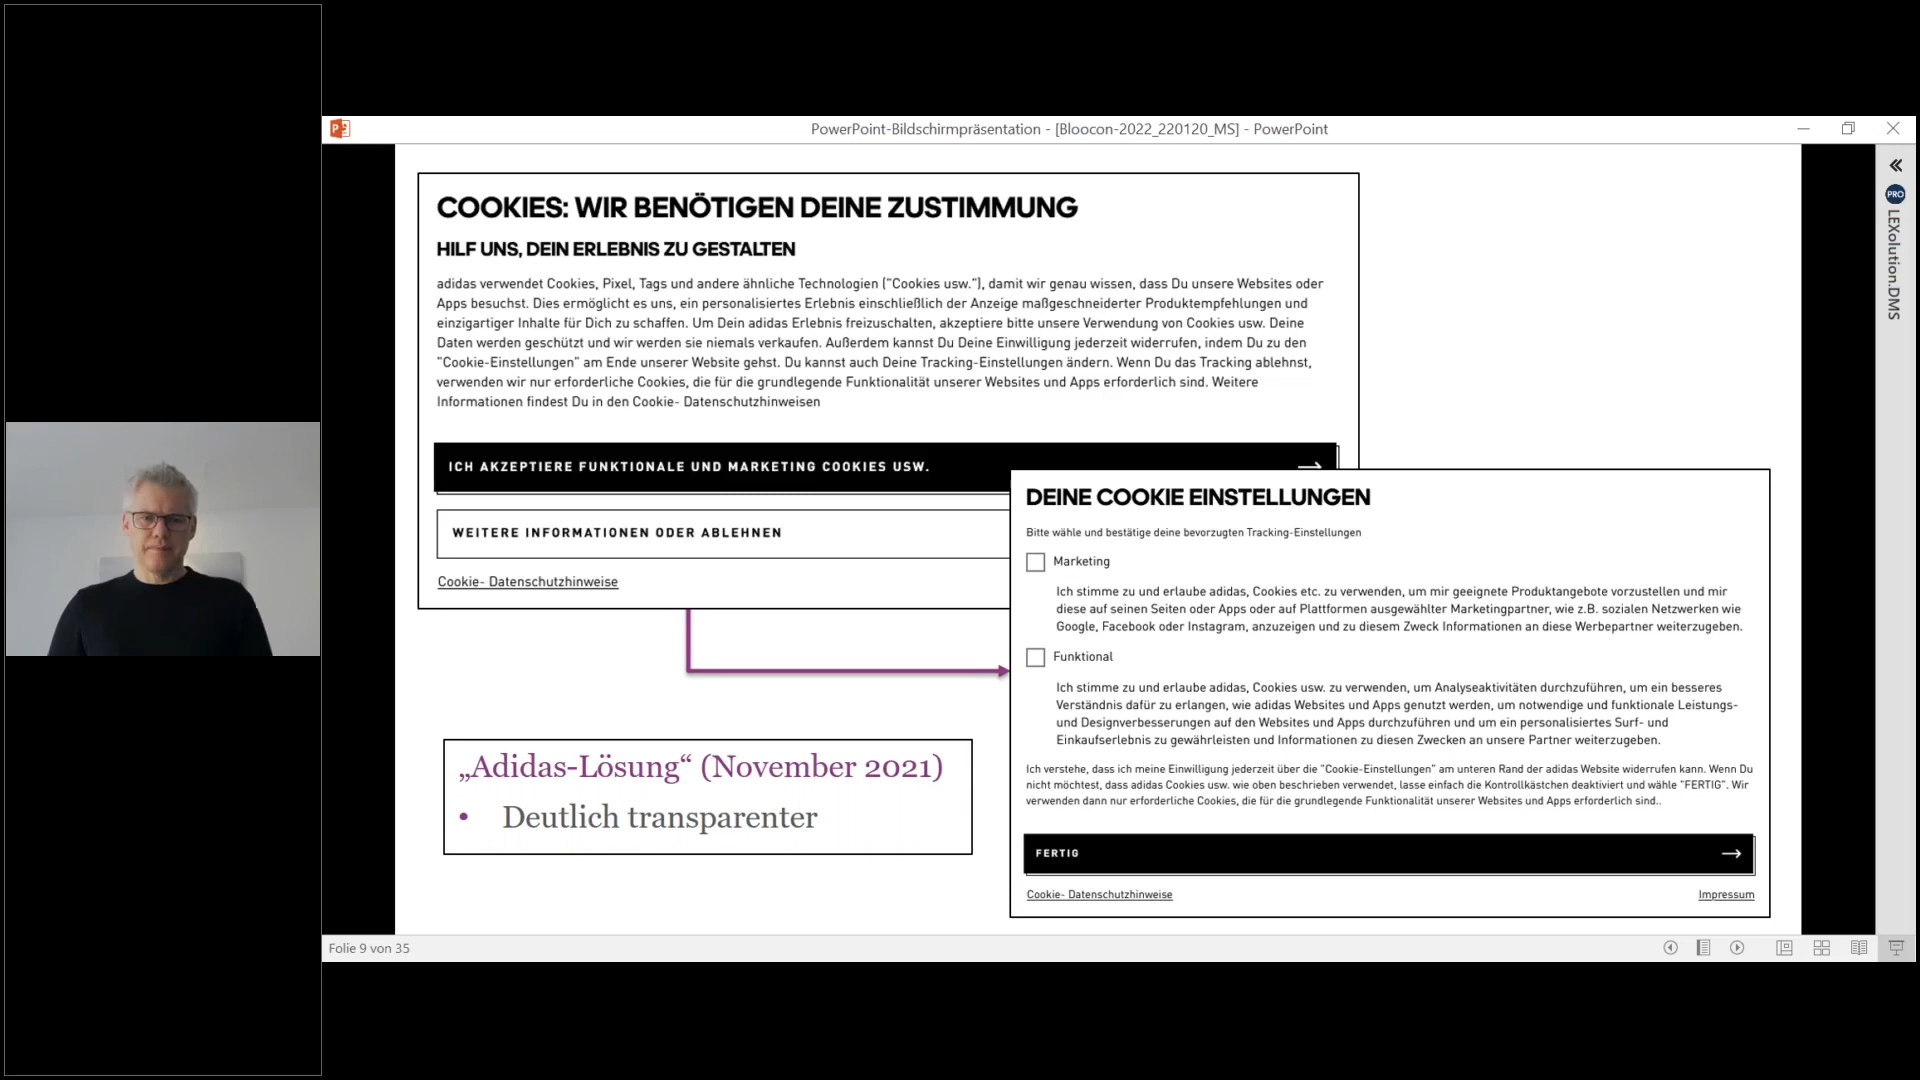 PowerPoint-Bildschirmpräsentation - [Bloocon-2022_220120_MS] - PowerPoint
COOKIES: WIR BENÖTIGEN DEINE ZUSTIMMUNG
HILF UNS, DEIN ERLEBNIS ZU GESTALTEN
adidas verwendet Cookies, Pixel, Tags und andere ähnliche Technologien ("Cookies usw."), damit wir genau wissen, dass Du unsere Websites oder
Apps besuchst. Dies ermöglicht es uns, ein personalisiertes Erlebnis einschließlich der Anzeige maßgeschneiderter Produktempfehlungen und
einzigartiger Inhalte für Dich zu schaffen. Um Dein adidas Erlebnis freizuschalten, akzeptiere bitte unsere Verwendung von Cookies usw. Deine
Daten werden geschützt und wir werden sie niemals verkaufen. Außerdem kannst Du Deine Einwilligung jederzeit widerrufen, indem Du zu den
"Cookie-Einstellungen" am Ende unserer Website gehst. Du kannst auch Deine Tracking-Einstellungen ändern. Wenn Du das Tracking ablehnst,
verwenden wir nur erforderliche Cookies, die für die grundlegende Funktionalität unserer Websites und Apps erforderlich sind. Weitere
Informationen findest Du in den Cookie- Datenschutzhinweisen
ICH AKZEPTIERE FUNKTIONALE UND MARKETING COOKIES USW.
WEITERE INFORMATIONEN ODER ABLEHNEN
Cookie- Datenschutzhinweise
DEINE COOKIE EINSTELLUNGEN
Bitte wähle und bestätige deine bevorzugten Tracking-Einstellungen
Marketing
Ich stimme zu und erlaube adidas, Cookies etc. zu verwenden, um mir geeignete Produktangebote vorzustellen und mir
diese auf seinen Seiten oder Apps oder auf Plattformen ausgewählter Marketingpartner, wie z.B. sozialen Netzwerken wie
Google, Facebook oder Instagram, anzuzeigen und zu diesem Zweck Informationen an diese Werbepartner weiterzugeben.
Funktional
Ich stimme zu und erlaube adidas, Cookies usw. zu verwenden, um Analyseaktivitäten durchzuführen, um ein besseres
Verständnis dafür zu erlangen, wie adidas Websites und Apps genutzt werden, um notwendige und funktionale Leistungs-
und Designverbesserungen auf den Websites und Apps durchzuführen und um ein personalisiertes Surf- und
Einkaufserlebnis zu gewährleisten und Informationen zu diesen Zwecken an unsere Partner weiterzugeben.
Ich verstehe, dass ich meine Einwilligung jederzeit über die "Cookie-Einstellungen" am unteren Rand der adidas Website widerrufen kann. Wenn Du
nicht möchtest, dass adidas Cookies usw. wie oben beschrieben verwendet, lasse einfach die Kontrollkästchen deaktiviert und wähle "FERTIG". Wir
verwenden dann nur erforderliche Cookies, die für die grundlegende Funktionalität unserer Websites und Apps erforderlich sind..
FERTIG
Cookie- Datenschutzhinweise
Impressum
„Adidas-Lösung“ (November 2021)
• Deutlich transparenter
PRO
LEXolution.DMS
Folie 9 von 35